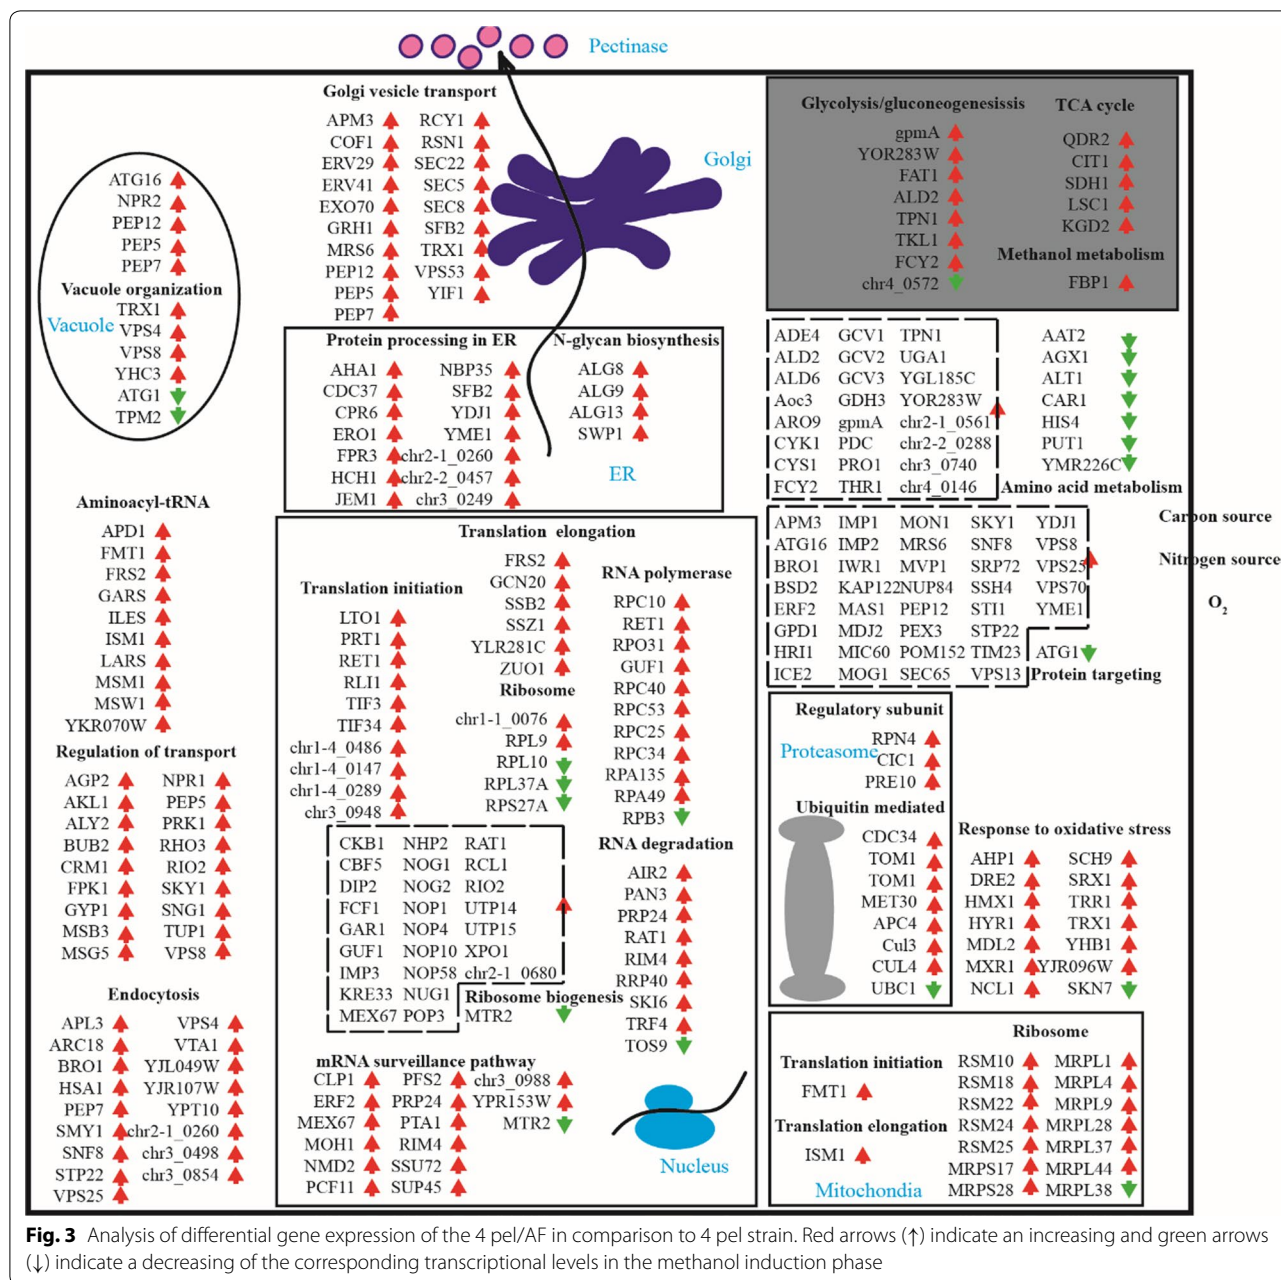 Pectinase
Golgi vesicle transport
APM3 RCY1
COF1 RSN1
ERV29 SEC22
ERV41 SEC5
EXO70 SEC8
GRH1 SFB2
MRS6 TRX1
PEP12 VPS53
PEP5 YIF1
PEP7
Golgi
Glycolysis/gluconeogenesissis
gpmA
YOR283W
FAT1
ALD2
TPN1
TKL1
FCY2
chr4_0572
TCA cycle
QDR2
CIT1
SDH1
LSC1
KGD2
Methanol metabolism
FBP1
ATG16
NPR2
PEP12
PEP5
PEP7
Vacuole organization
TRX1
Vacuole
VPS4
VPS8
YHC3
ATG1
TPM2
Protein processing in ER
AHA1 NBP35
CDC37 SFB2
CPR6 YDJ1
ERO1 YME1
FPR3 chr2-1_0260
HCH1 chr2-2_0457
JEM1 chr3_0249
N-glycan biosynthesis
ALG8
ALG9
ALG13
SWP1
ER
ADE4 GCV1 TPN1
ALD2 GCV2 UGA1
ALD6 GCV3 YGL185C
Aoc3 GDH3 YOR283W
ARO9 gpmA chr2-1_0561
CYK1 PDC chr2-2_0288
CYS1 PRO1 chr3_0740
FCY2 THR1 chr4_0146
AAT2
AGX1
ALT1
CAR1
HIS4
PUT1
YMR226C
Amino acid metabolism
Carbon source
Nitrogen source
O2
APM3 IMP1 MON1 SKY1 YDJ1
ATG16 IMP2 MRS6 SNF8 VPS8
BRO1 IWR1 MVP1 SRP72 VPS25
BSD2 KAP122 NUP84 SSH4 VPS70
ERF2 MAS1 PEP12 STI1 YME1
GPD1 MDJ2 PEX3 STP22
HRI1 MIC60 POM152 TIM23 ATG1
ICE2 MOG1 SEC65 VPS13
Protein targeting
Aminoacyl-tRNA
APD1
FMT1
FRS2
GARS
ILES
ISM1
LARS
MSM1
MSW1
YKR070W
Regulation of transport
AGP2 NPR1
AKL1 PEP5
ALY2 PRK1
BUB2 RHO3
CRM1 RIO2
FPK1 SKY1
GYP1 SNG1
MSB3 TUP1
MSG5 VPS8
Endocytosis
APL3 VPS4
ARC18 VTA1
BRO1 YJL049W
HSA1 YJR107W
PEP7 YPT10
SMY1 chr2-1_0260
SNF8 chr3_0498
STP22 chr3_0854
VPS25
Translation initiation
LTO1
PRT1
RET1
RLI1
TIF3
TIF34
chr1-4_0486
chr1-4_0147
chr1-4_0289
chr3_0948
Translation elongation
FRS2
GCN20
SSB2
SSZ1
YLR281C
ZUO1
Ribosome
chr1-1_0076
RPL9
RPL10
RPL37A
RPS27A
RNA polymerase
RPC10
RET1
RPO31
GUF1
RPC40
RPC53
RPC25
RPC34
RPA135
RPA49
RPB3
RNA degradation
AIR2
PAN3
PRP24
RAT1
RIM4
RRP40
SKI6
TRF4
TOS9
CKB1 NHP2 RAT1
CBF5 NOG1 RCL1
DIP2 NOG2 RIO2
FCF1 NOP1 UTP14
GAR1 NOP4 UTP15
GUF1 NOP10 XPO1
IMP3 NOP58 chr2-1_0680
KRE33 NUG1 Ribosome biogenesis
MEX67 POP3 MTR2
mRNA surveillance pathway
CLP1 PFS2 chr3_0988
ERF2 PRP24 YPR153W
MEX67 PTA1 MTR2
MOH1 RIM4
NMD2 SSU72
PCF11 SUP45
Nucleus
Regulatory subunit
RPN4
Proteasome
CIC1
PRE10
Ubiquitin mediated
CDC34
TOM1
TOM1
MET30
APC4
Cul3
CUL4
UBC1
Response to oxidative stress
AHP1 SCH9
DRE2 SRX1
HMX1 TRR1
HYR1 TRX1
MDL2 YHB1
MXR1 YJR096W
NCL1 SKN7
Translation initiation
FMT1
Translation elongation
ISM1
Mitochondia
Ribosome
RSM10 MRPL1
RSM18 MRPL4
RSM22 MRPL9
RSM24 MRPL28
RSM25 MRPL37
MRPS17 MRPL44
MRPS28 MRPL38
Fig. 3 Analysis of differential gene expression of the 4 pel/AF in comparison to 4 pel strain. Red arrows (↑) indicate an increasing and green arrows
(↓) indicate a decreasing of the corresponding transcriptional levels in the methanol induction phase